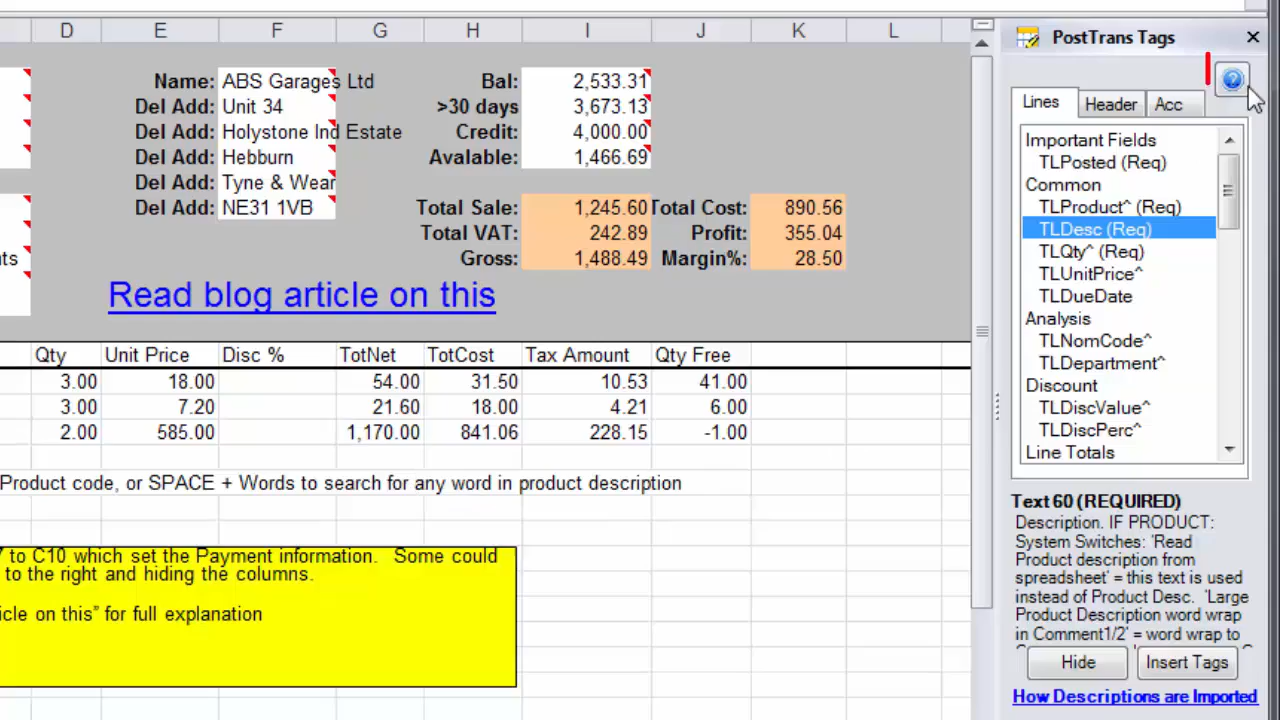 D E F G H I J K L
PostTrans Tags
Name: ABS Garages Ltd Bal: 2,533.31
Del Add: Unit 34 >30 days 3,673.13
Del Add: Holystone Ind Estate Credit: 4,000.00
Del Add: Hebburn Avalable: 1,466.69
Del Add: Tyne & Wear
Del Add: NE31 1VB Total Sale: 1,245.60 Total Cost: 890.56
Total VAT: 242.89 Profit: 355.04
nts Gross: 1,488.49 Margin%: 28.50
Read blog article on this
Qty Unit Price Disc % TotNet TotCost Tax Amount Qty Free
3.00 18.00 54.00 31.50 10.53 41.00
3.00 7.20 21.60 18.00 4.21 6.00
2.00 585.00 1,170.00 841.06 228.15 -1.00
Product code, or SPACE + Words to search for any word in product description
7 to C10 which set the Payment information. Some could
to the right and hiding the columns.
icle on this” for full explanation
Lines Header Acc
Important Fields
TLPosted (Req)
Common
TLProduct^ (Req)
TLDesc (Req)
TLQty^ (Req)
TLUnitPrice^
TLDueDate
Analysis
TLNomCode^
TLDepartment^
Discount
TLDiscValue^
TLDiscPerc^
Line Totals
Text 60 (REQUIRED)
Description. IF PRODUCT:
System Switches: 'Read
Product description from
spreadsheet' = this text is used
instead of Product Desc. 'Large
Product Description word wrap
in Comment1/2' = word wrap to
Hide Insert Tags
How Descriptions are Imported